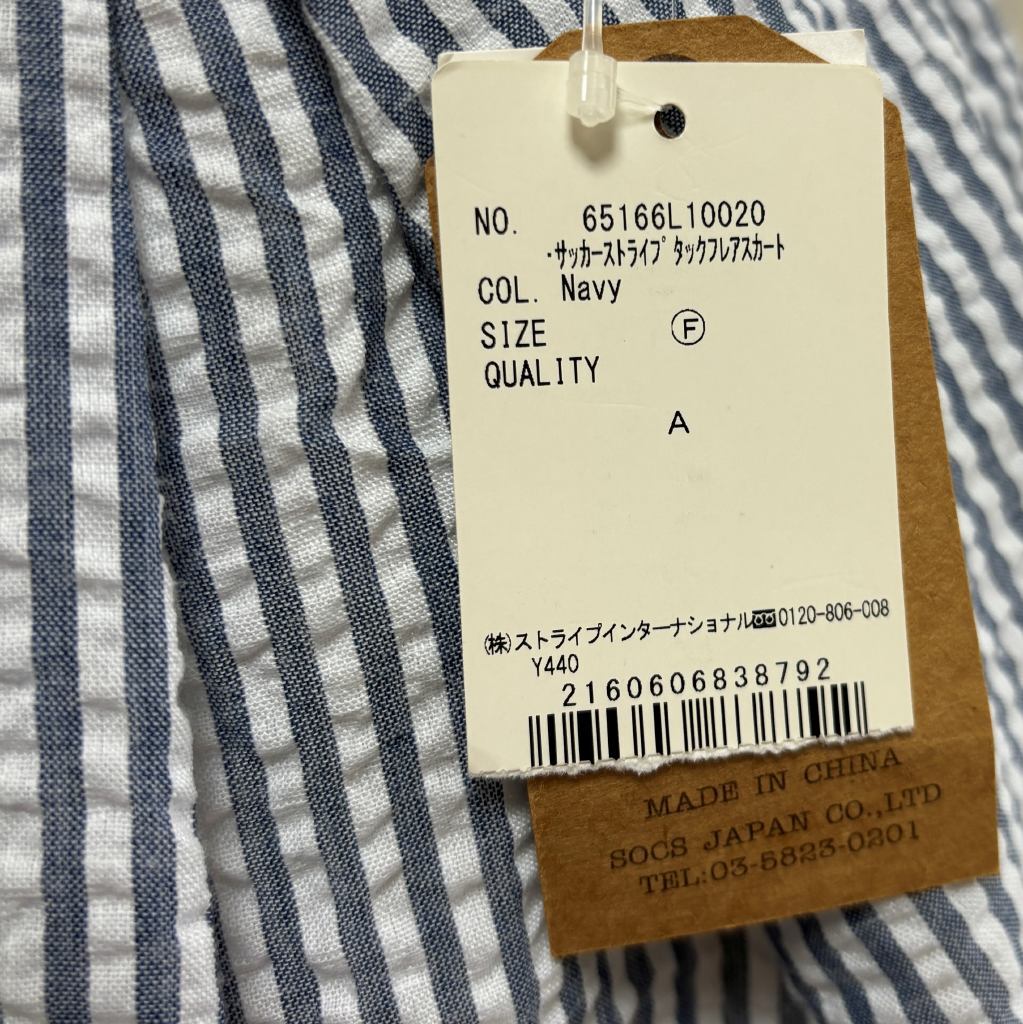 NO. 65166L10020
・サッカーストライプ タックフレアスカート
COL. Navy
SIZE Ⓕ
QUALITY
A
㈱ストライプインターナショナル 0120-806-008
Y440
2160606838792
MADE IN CHINA
SOCS JAPAN CO.,LTD
TEL:03-5823-0201